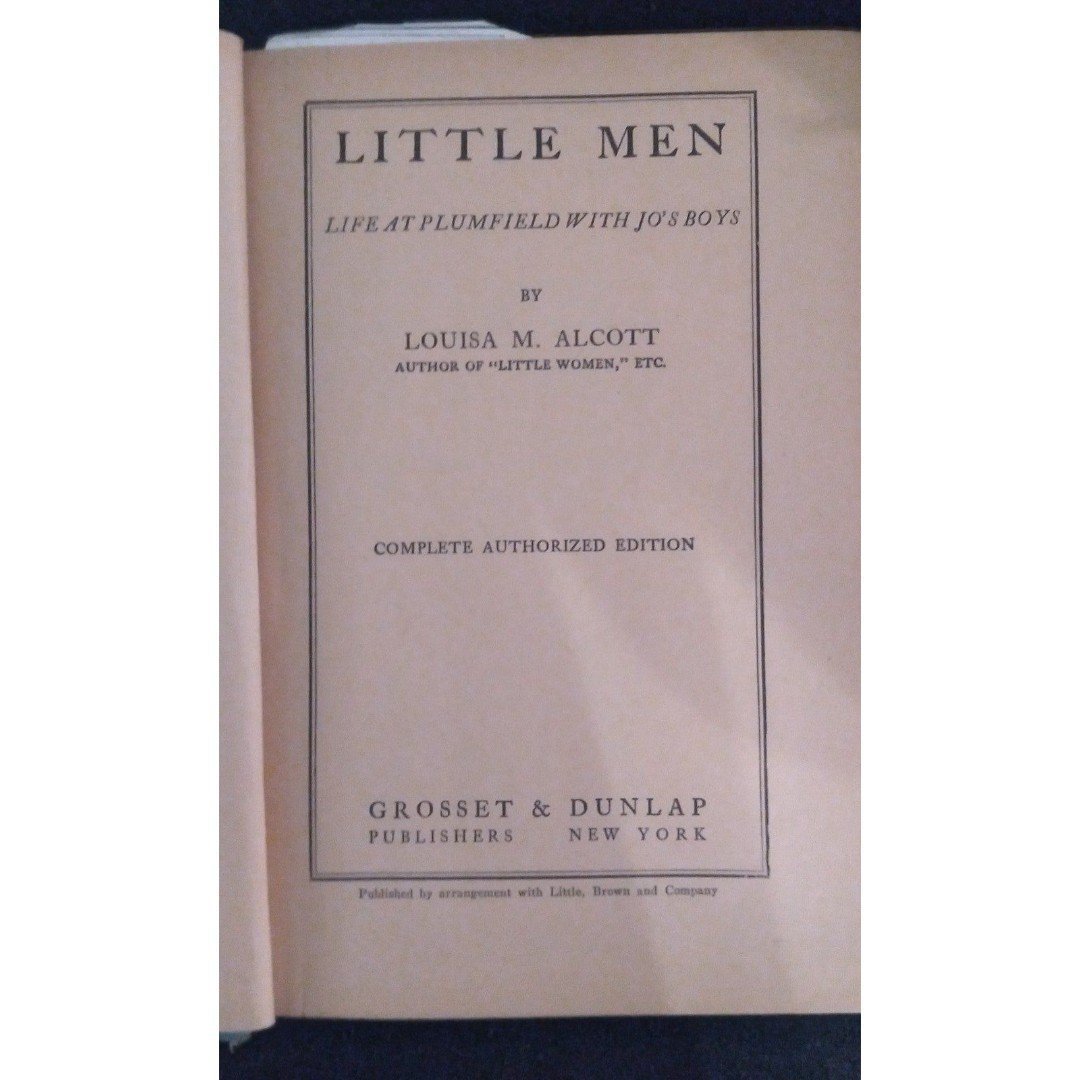 LITTLE MEN
LIFE AT PLUMFIELD WITH JO'S BOYS
BY
LOUISA M. ALCOTT
AUTHOR OF "LITTLE WOMEN," ETC.
COMPLETE AUTHORIZED EDITION
GROSSET & DUNLAP
PUBLISHERS NEW YORK
Published by arrangement with Little, Brown and Company